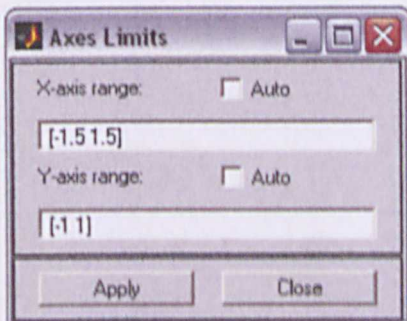 Axes Limits
X-axis range: Auto
[-1.5 1.5]
Y-axis range: Auto
[-1 1]
Apply Close